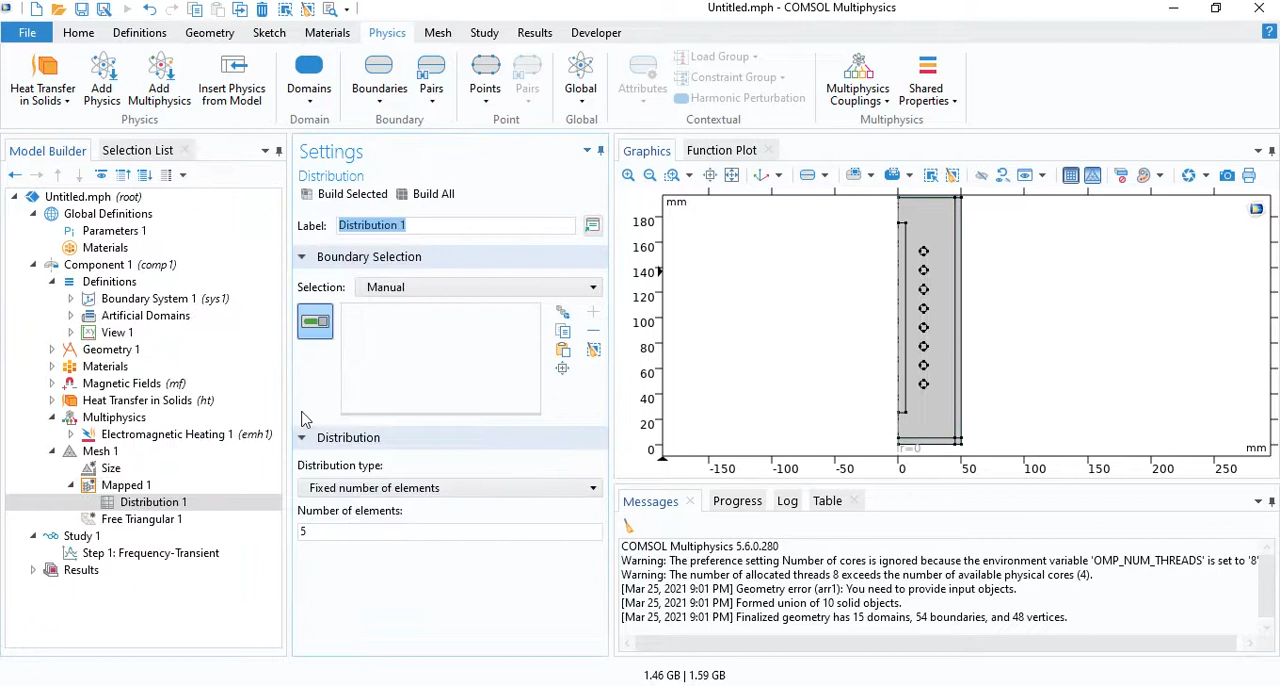 Untitled.mph - COMSOL Multiphysics
File Home Definitions Geometry Sketch Materials Physics Mesh Study Results Developer
Heat Transfer in Solids
Add Physics
Add Multiphysics
Insert Physics from Model
Domains
Boundaries
Pairs
Points
Pairs
Global
Attributes
Load Group
Constraint Group
Harmonic Perturbation
Multiphysics Couplings
Shared Properties
Physics Domain Boundary Point Global Contextual Multiphysics
Model Builder Selection List
Untitled.mph (root)
Global Definitions
Parameters 1
Materials
Component 1 (comp1)
Definitions
Boundary System 1 (sys1)
Artificial Domains
View 1
Geometry 1
Materials
Magnetic Fields (mf)
Heat Transfer in Solids (ht)
Multiphysics
Electromagnetic Heating 1 (emh1)
Mesh 1
Size
Mapped 1
Distribution 1
Free Triangular 1
Study 1
Step 1: Frequency-Transient
Results
Settings
Distribution
Build Selected Build All
Label: Distribution 1
Boundary Selection
Selection: Manual
Distribution
Distribution type:
Fixed number of elements
Number of elements:
5
Graphics Function Plot
mm
180
160
140
120
100
80
60
40
20
0
r=0
mm
-150 -100 -50 0 50 100 150 200 250
Messages Progress Log Table
COMSOL Multiphysics 5.6.0.280
Warning: The preference setting Number of cores is ignored because the environment variable 'OMP_NUM_THREADS' is set to '8'
Warning: The number of allocated threads 8 exceeds the number of available physical cores (4).
[Mar 25, 2021 9:01 PM] Geometry error (arr1): You need to provide input objects.
[Mar 25, 2021 9:01 PM] Formed union of 10 solid objects.
[Mar 25, 2021 9:01 PM] Finalized geometry has 15 domains, 54 boundaries, and 48 vertices.
1.46 GB | 1.59 GB